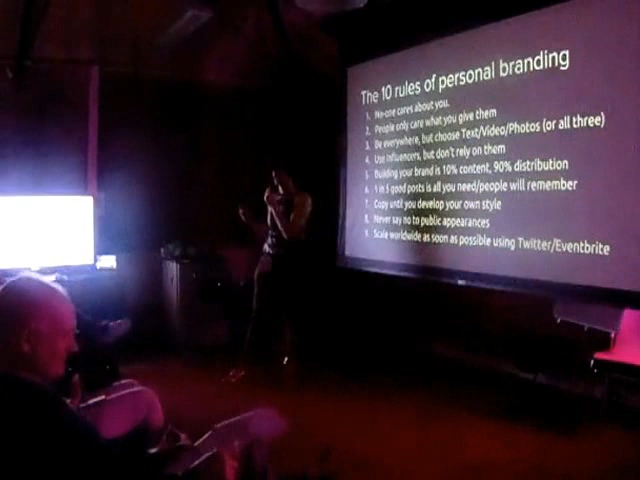 The 10 rules of personal branding
1. No-one cares about you.
2. People only care what you give them
3. Be everywhere, but choose Text/Video/Photos (or all three)
4. Use influencers, but don't rely on them
5. Building your brand is 10% content, 90% distribution
6. 1 in 5 good posts is all you need/people will remember
7. Copy until you develop your own style
8. Never say no to public appearances
9. Scale worldwide as soon as possible using Twitter/Eventbrite